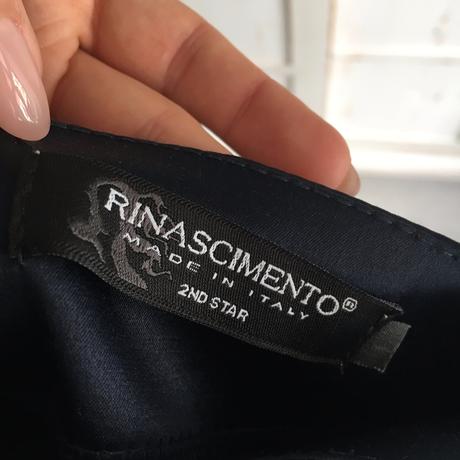 RINASCIMENTO®
MADE IN ITALY
2ND STAR